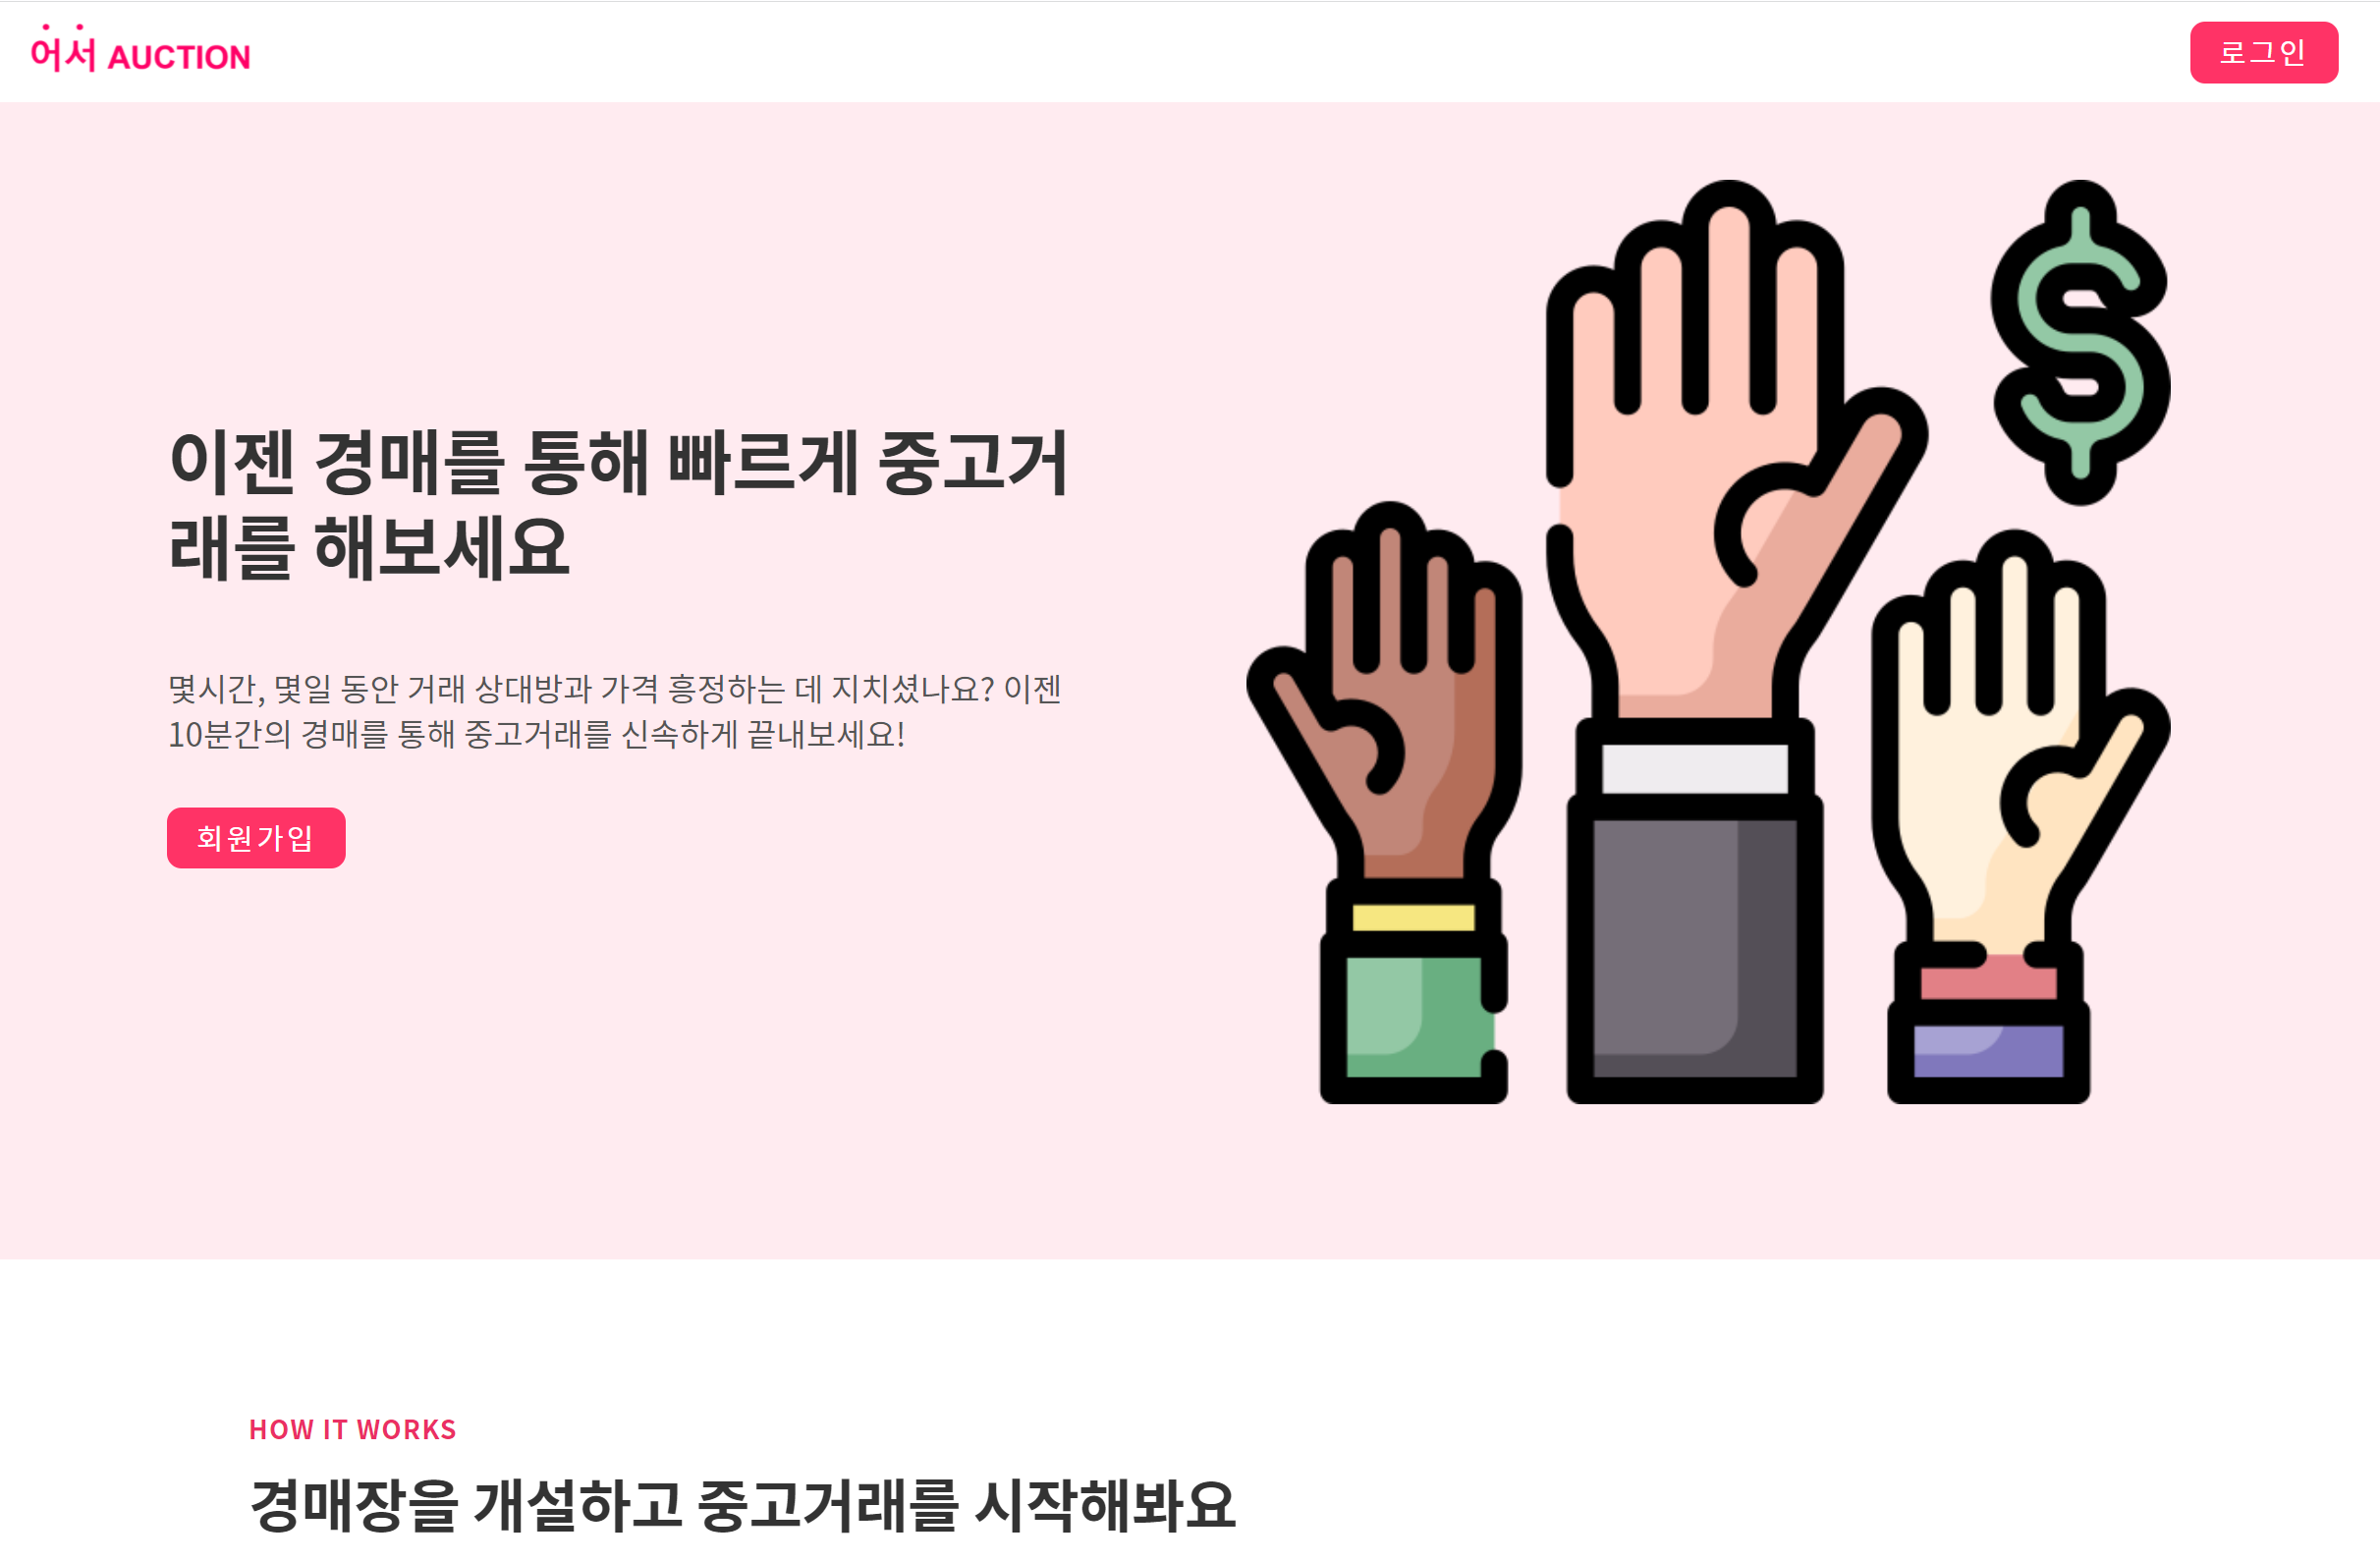 어서 AUCTION
로그인
이젠 경매를 통해 빠르게 중고거
래를 해보세요
몇시간, 몇일 동안 거래 상대방과 가격 흥정하는 데 지치셨나요? 이젠
10분간의 경매를 통해 중고거래를 신속하게 끝내보세요!
회원가입
$
HOW IT WORKS
경매장을 개설하고 중고거래를 시작해봐요